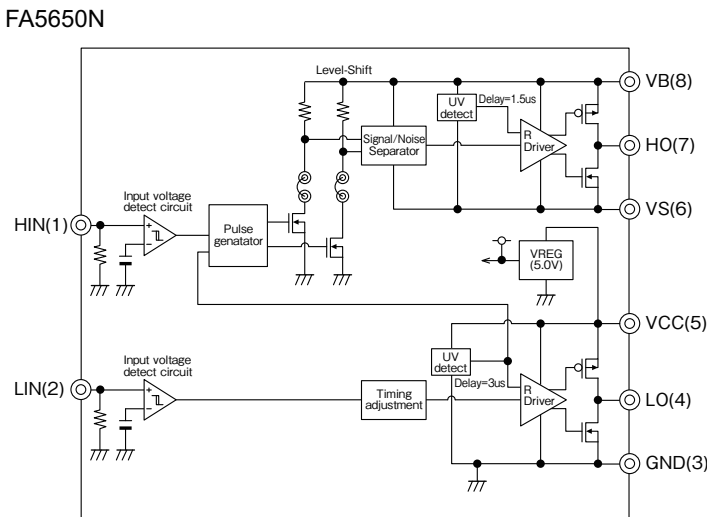 FA5650N
Level-Shift
VB(8)
UV
detect
Delay=1.5us
Signal/Noise
Separator
R
Driver
HO(7)
Input voltage
detect circuit
HIN(1)
Pulse
genatator
VS(6)
VREG
(5.0V)
VCC(5)
Input voltage
detect circuit
UV
detect
Delay=3us
LIN(2)
Timing
adjustment
R
Driver
LO(4)
GND(3)
+
−
+
−